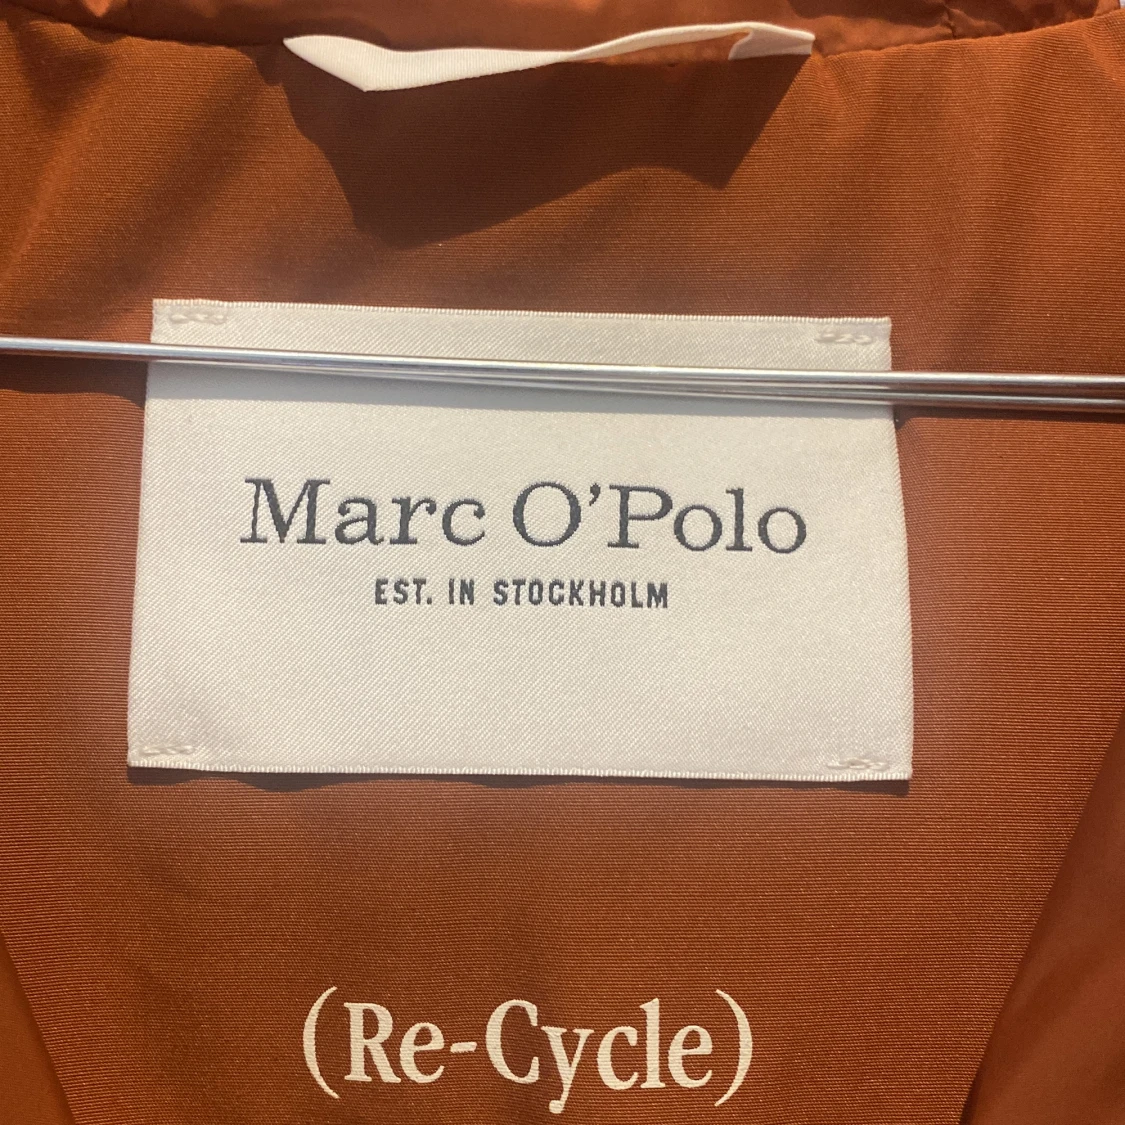 Marc O'Polo
EST. IN STOCKHOLM
(Re-Cycle)